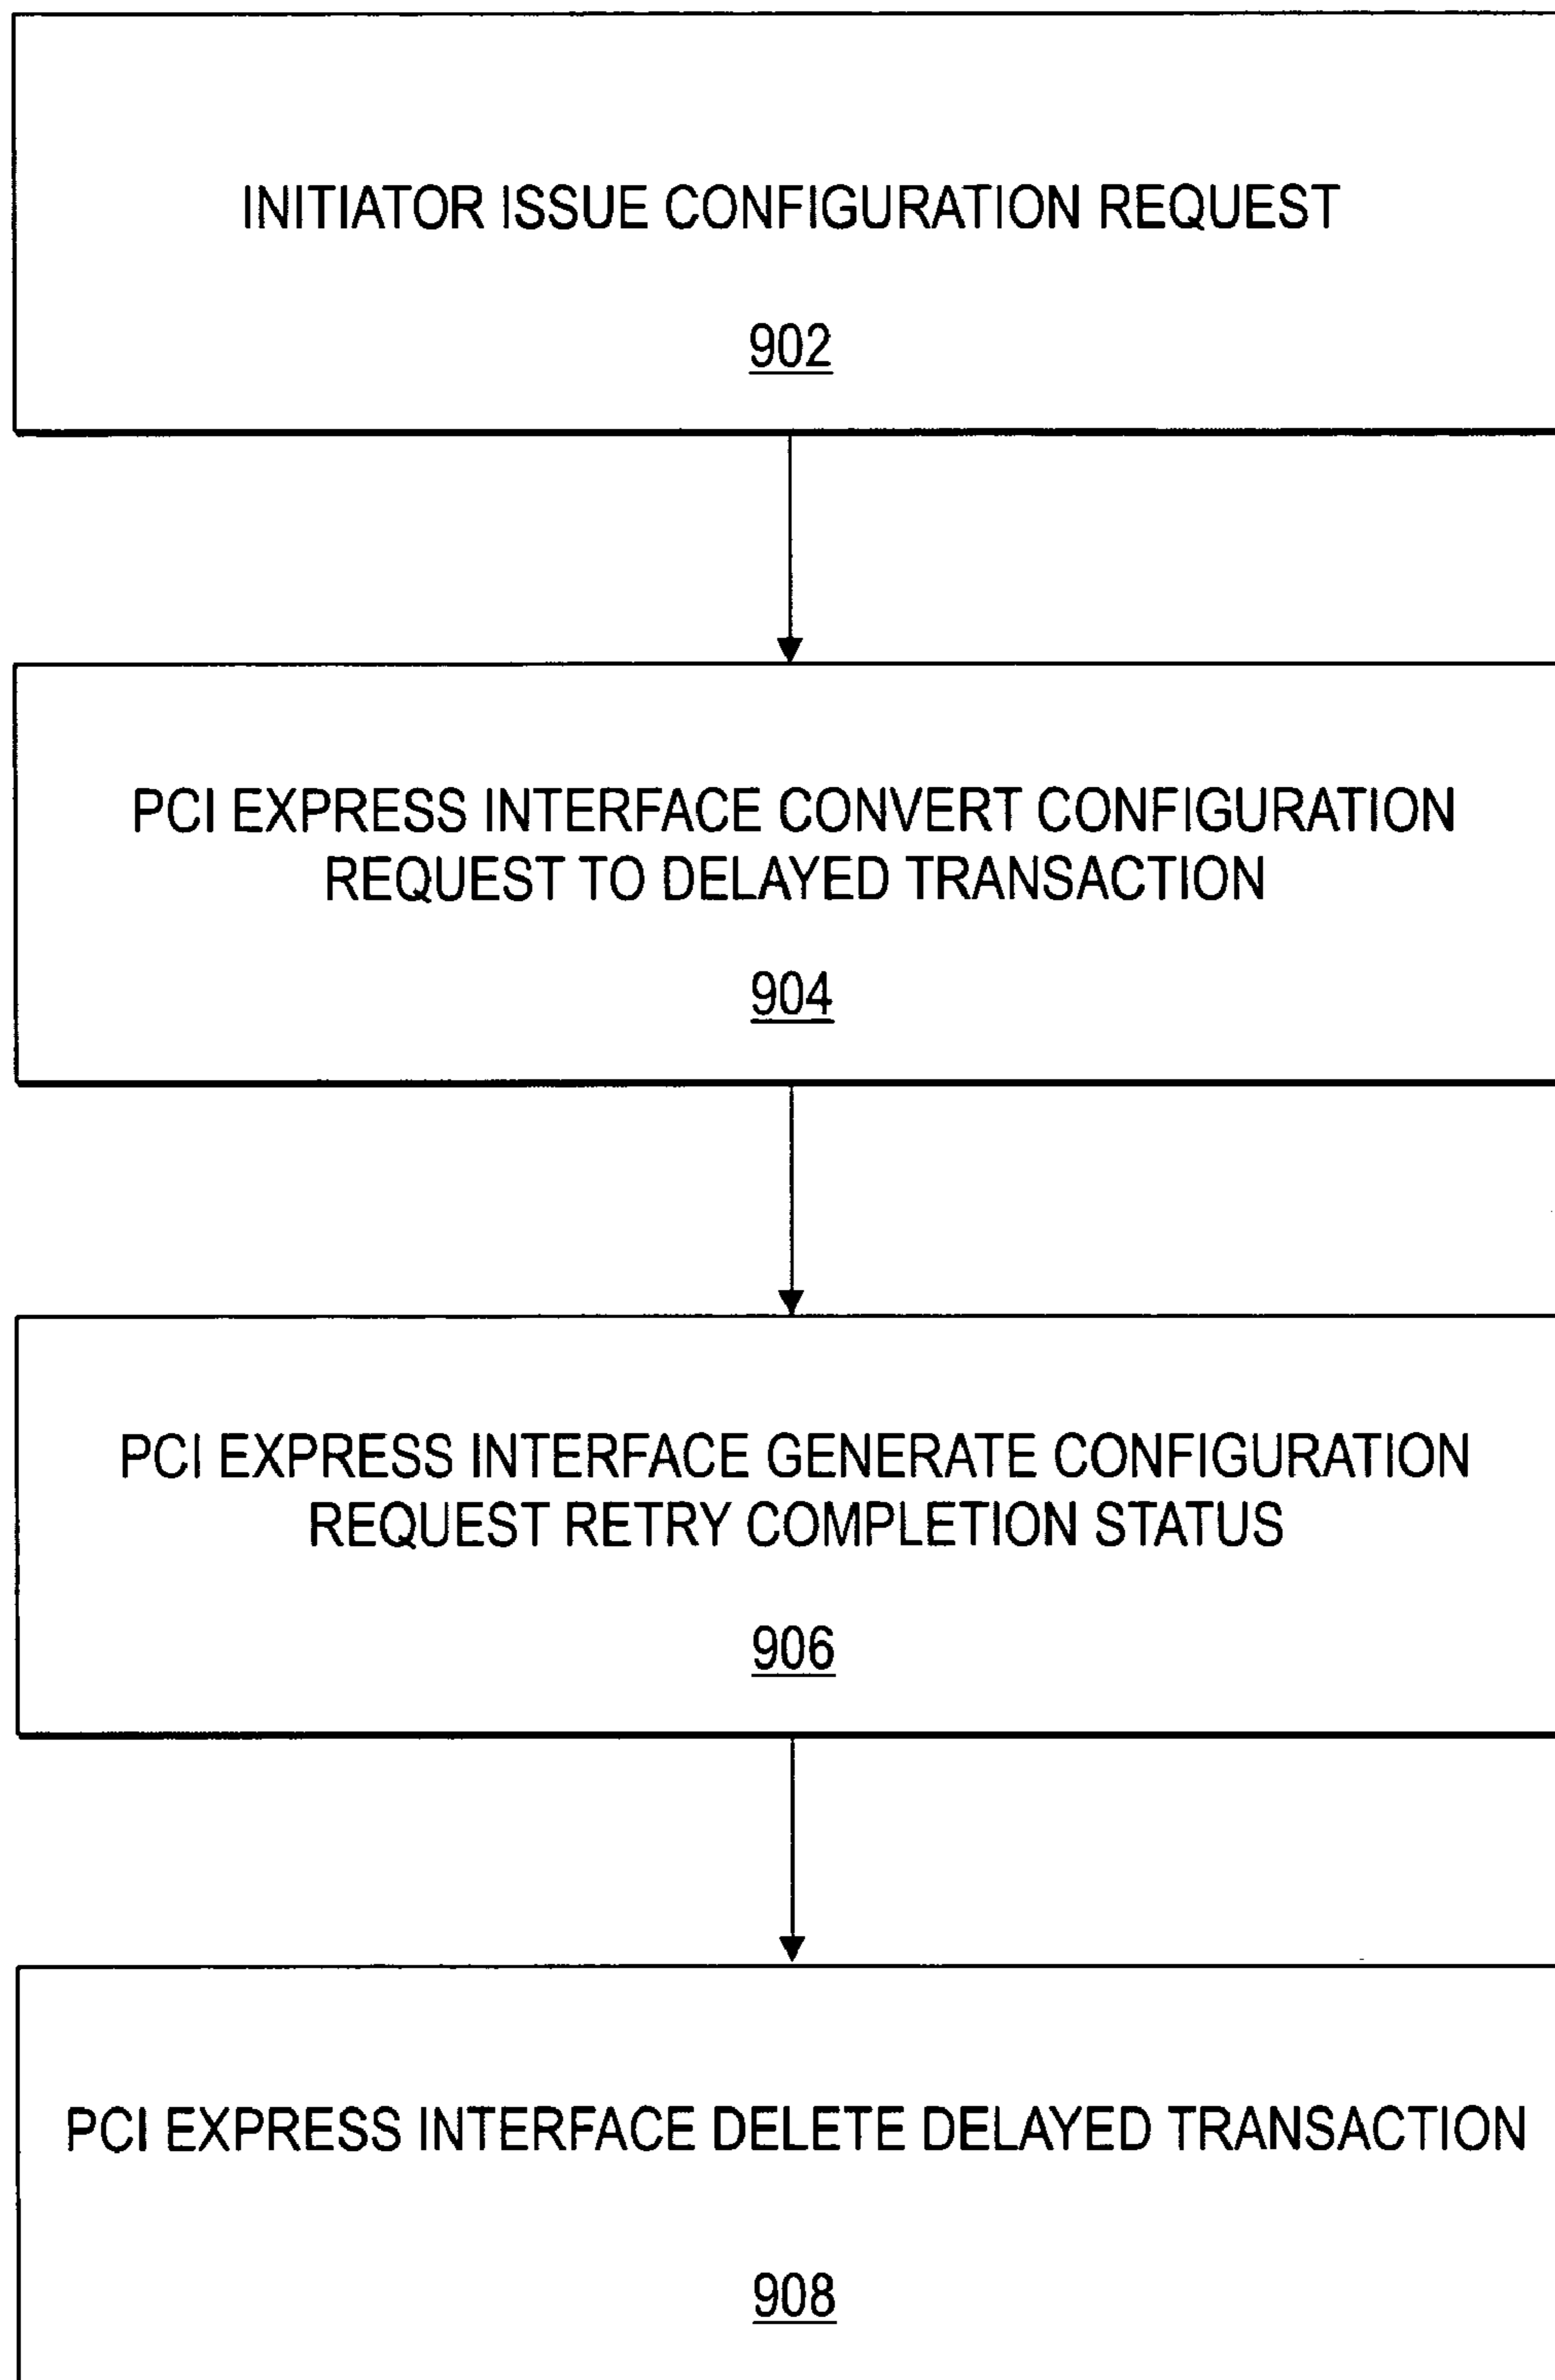 INITIATOR ISSUE CONFIGURATION REQUEST
902
PCI EXPRESS INTERFACE CONVERT CONFIGURATION
REQUEST TO DELAYED TRANSACTION
904
PCI EXPRESS INTERFACE GENERATE CONFIGURATION
REQUEST RETRY COMPLETION STATUS
906
PCI EXPRESS INTERFACE DELETE DELAYED TRANSACTION
908